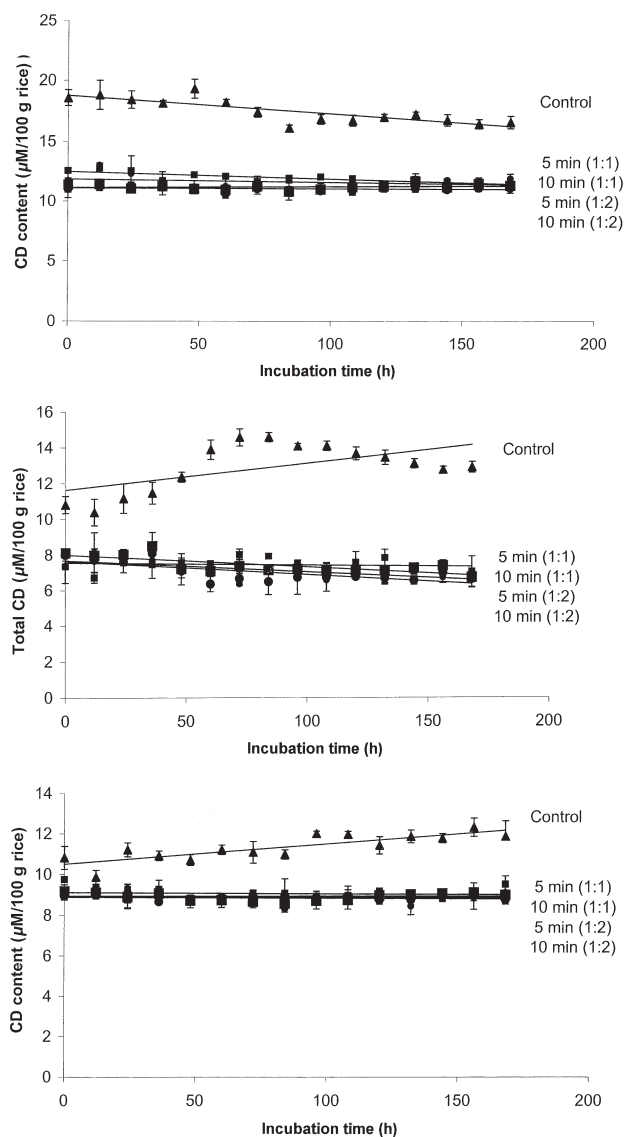 CD content (µM/100 g rice) )
25
20
15
10
5
0
0
50
100
150
200
Incubation time (h)
Control
5 min (1:1)
10 min (1:1)
5 min (1:2)
10 min (1:2)
Total CD (µM/100 g rice)
16
14
12
10
8
6
4
2
0
0
50
100
150
200
Incubation time (h)
Control
5 min (1:1)
10 min (1:1)
5 min (1:2)
10 min (1:2)
CD content (µM/100 g rice)
14
12
10
8
6
4
2
0
0
50
100
150
200
Incubation time (h)
Control
5 min (1:1)
10 min (1:1)
5 min (1:2)
10 min (1:2)